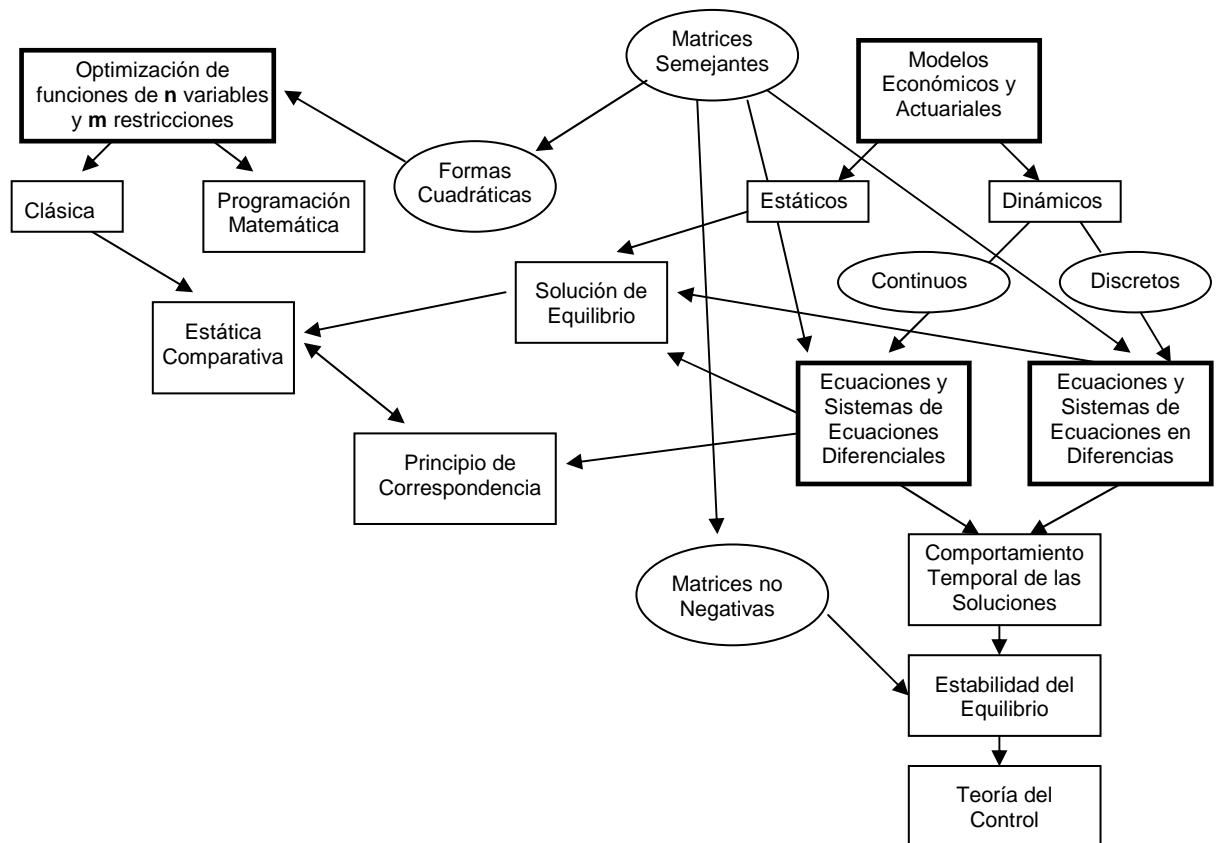 Optimización de
funciones de n variables
y m restricciones
Matrices
Semejantes
Modelos
Económicos y
Actuariales
Clásica
Programación
Matemática
Formas
Cuadráticas
Estáticos
Dinámicos
Continuos
Discretos
Solución de
Equilibrio
Estática
Comparativa
Ecuaciones y
Sistemas de
Ecuaciones
Diferenciales
Ecuaciones y
Sistemas de
Ecuaciones en
Diferencias
Principio de
Correspondencia
Matrices no
Negativas
Comportamiento
Temporal de las
Soluciones
Estabilidad del
Equilibrio
Teoría del
Control